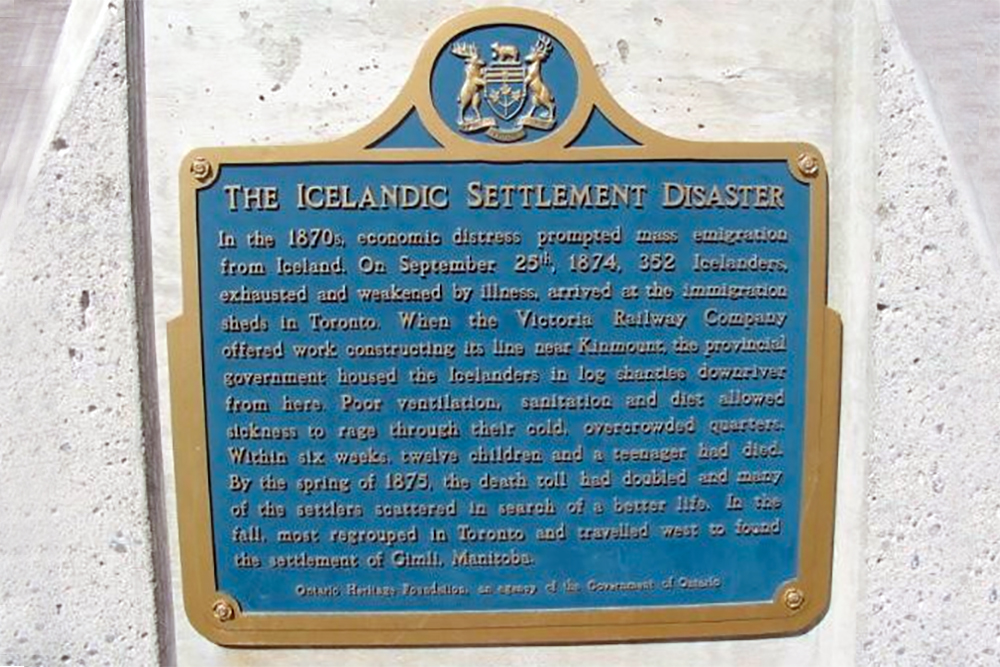 THE ICELANDIC SETTLEMENT DISASTER
In the 1870s, economic distress prompted mass emigration
from Iceland. On September 25th, 1874, 352 Icelanders,
exhausted and weakened by illness, arrived at the immigration
sheds in Toronto. When the Victoria Railway Company
offered work constructing its line near Kinmount, the provincial
government housed the Icelanders in log shanties downriver
from here. Poor ventilation, sanitation and diet allowed
sickness to rage through their cold, overcrowded quarters.
Within six weeks, twelve children and a teenager had died.
By the spring of 1875, the death toll had doubled and many
of the settlers scattered in search of a better life. In the
fall, most regrouped in Toronto and travelled west to found
the settlement of Gimli, Manitoba.
Ontario Heritage Foundation, an agency of the Government of Ontario